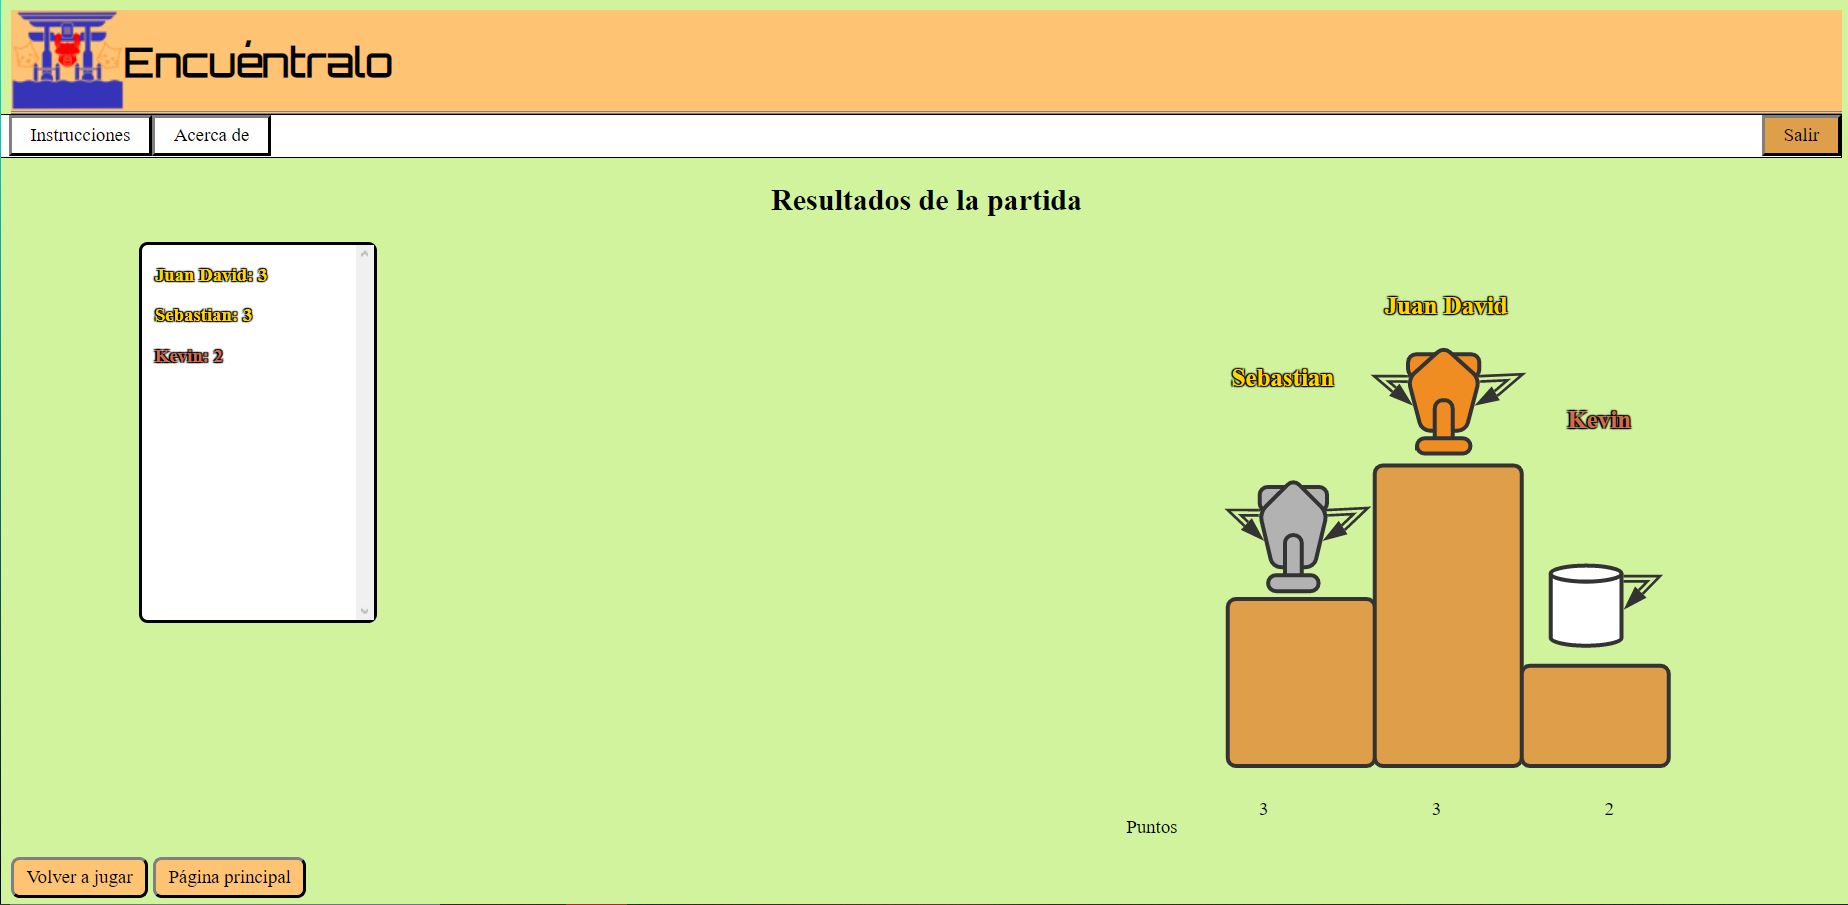 Encuéntralo
Instrucciones Acerca de Salir
Resultados de la partida
Juan David: 3
Sebastian: 3
Kevin: 2
Juan David
Sebastian
Kevin
3 3 2
Puntos
Volver a jugar Página principal